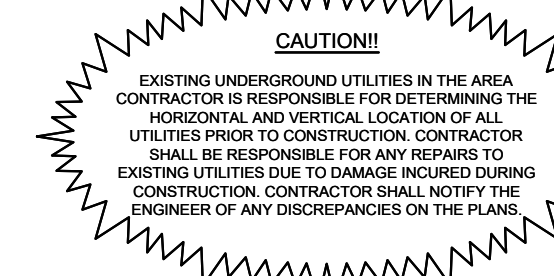 CAUTION!!
EXISTING UNDERGROUND UTILITIES IN THE AREA
CONTRACTOR IS RESPONSIBLE FOR DETERMINING THE
HORIZONTAL AND VERTICAL LOCATION OF ALL
UTILITIES PRIOR TO CONSTRUCTION. CONTRACTOR
SHALL BE RESPONSIBLE FOR ANY REPAIRS TO
EXISTING UTILITIES DUE TO DAMAGE INCURED DURING
CONSTRUCTION. CONTRACTOR SHALL NOTIFY THE
ENGINEER OF ANY DISCREPANCIES ON THE PLANS.